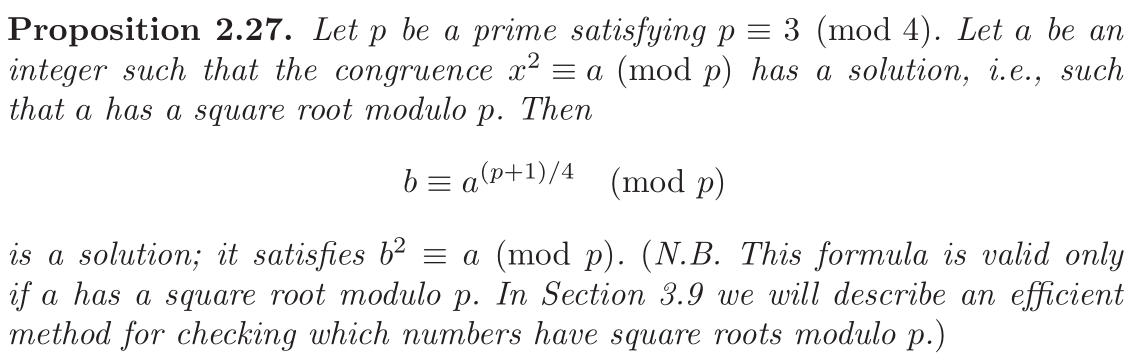 Proposition 2.27. Let p be a prime satisfying p ≡ 3 (mod 4). Let a be an
integer such that the congruence x² ≡ a (mod p) has a solution, i.e., such
that a has a square root modulo p. Then
b ≡ a^{(p+1)/4} (mod p)
is a solution; it satisfies b² ≡ a (mod p). (N.B. This formula is valid only
if a has a square root modulo p. In Section 3.9 we will describe an efficient
method for checking which numbers have square roots modulo p.)